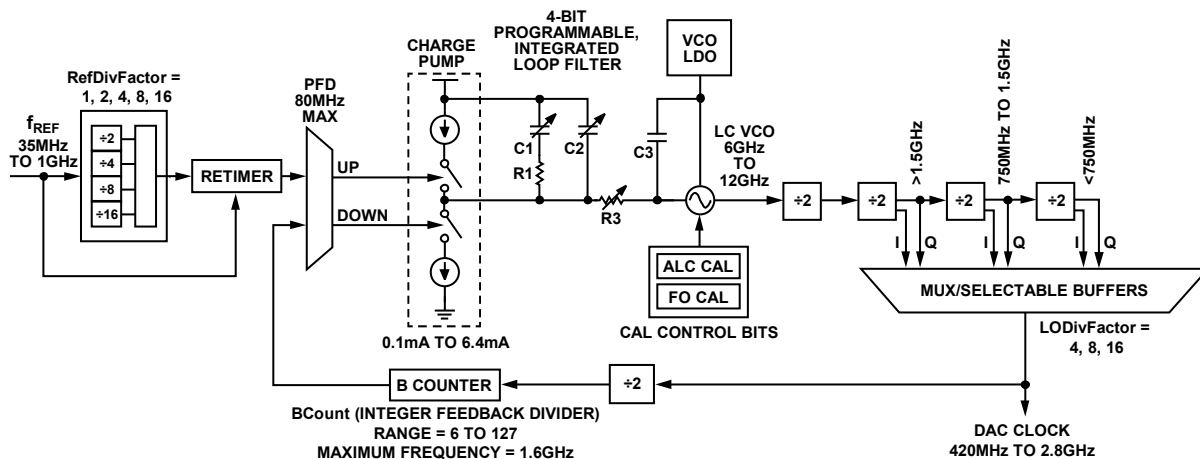 RefDivFactor =
1, 2, 4, 8, 16
fREF
35MHz
TO 1GHz
÷2
÷4
÷8
÷16
RETIMER
PFD
80MHz
MAX
UP
DOWN
CHARGE
PUMP
0.1mA TO 6.4mA
4-BIT
PROGRAMMABLE,
INTEGRATED
LOOP FILTER
C1
R1
C2
R3
C3
VCO
LDO
LC VCO
6GHz
TO
12GHz
ALC CAL
FO CAL
CAL CONTROL BITS
÷2
÷2
>1.5GHz
÷2
750MHz TO 1.5GHz
÷2
<750MHz
I
Q
I
Q
I
Q
MUX/SELECTABLE BUFFERS
LODivFactor =
4, 8, 16
B COUNTER
÷2
BCount (INTEGER FEEDBACK DIVIDER)
RANGE = 6 TO 127
MAXIMUM FREQUENCY = 1.6GHz
DAC CLOCK
420MHz TO 2.8GHz